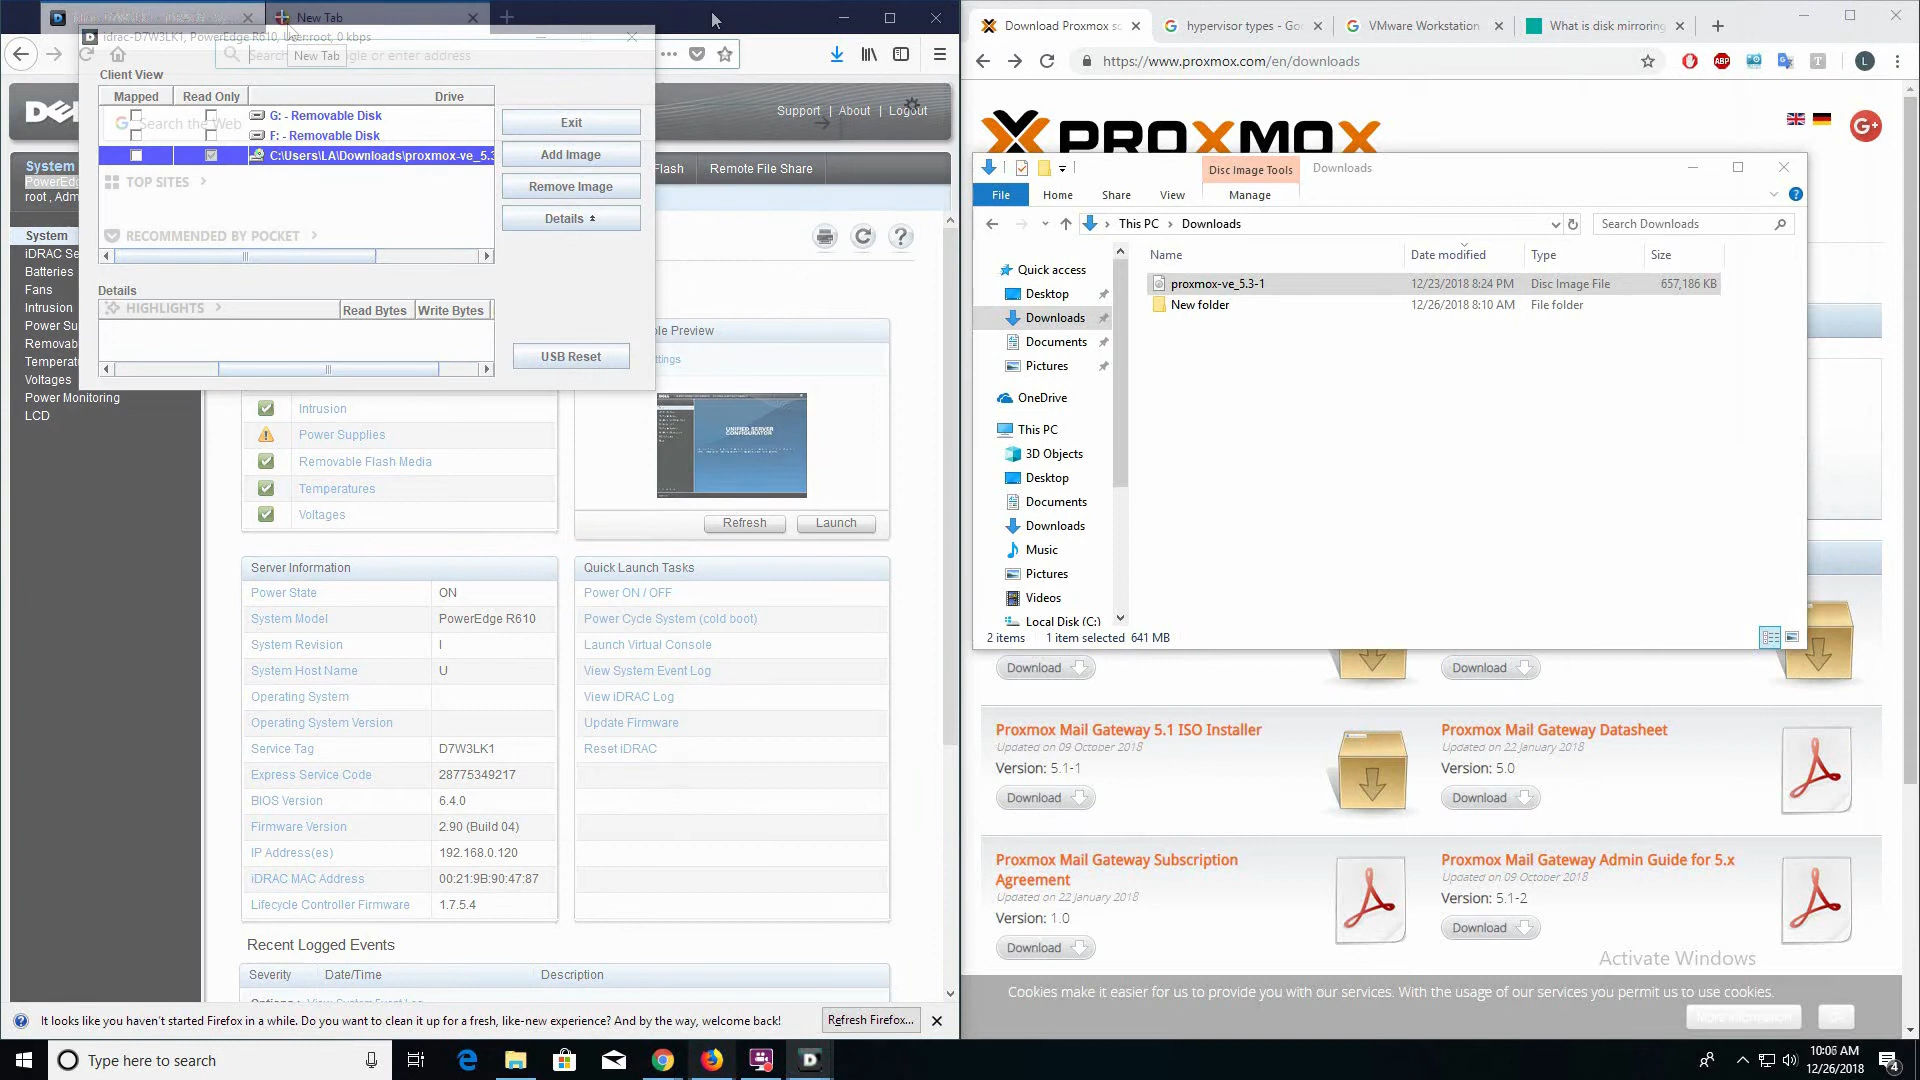 New Tab
idrac-D7W3LK1, PowerEdge R610, User:root, 0 kbps
New Tab
Client View
Mapped Read Only Drive
G: - Removable Disk
Search the Web
F: - Removable Disk
C:\Users\LA\Downloads\proxmox-ve_5.3
TOP SITES
RECOMMENDED BY POCKET
Exit
Add Image
Remove Image
Details
Details
HIGHLIGHTS
Read Bytes Write Bytes
USB Reset
DELL
Support | About | Logout
Flash Remote File Share
System
PowerEdge
root , Adm
System
iDRAC Se
Batteries
Fans
Intrusion
Power Su
Removab
Temperat
Voltages
Power Monitoring
LCD
Intrusion
Power Supplies
Removable Flash Media
Temperatures
Voltages
Preview
UNIFIED SERVER
CONFIGURATOR
Refresh Launch
Server Information
Power State ON
System Model PowerEdge R610
System Revision I
System Host Name U
Operating System
Operating System Version
Service Tag D7W3LK1
Express Service Code 28775349217
BIOS Version 6.4.0
Firmware Version 2.90 (Build 04)
IP Address(es) 192.168.0.120
iDRAC MAC Address 00:21:9B:90:47:87
Lifecycle Controller Firmware 1.7.5.4
Quick Launch Tasks
Power ON / OFF
Power Cycle System (cold boot)
Launch Virtual Console
View System Event Log
View iDRAC Log
Update Firmware
Reset iDRAC
Recent Logged Events
Severity Date/Time Description
It looks like you haven't started Firefox in a while. Do you want to clean it up for a fresh, like-new experience? And by the way, welcome back!
Refresh Firefox...
Download Proxmox so
hypervisor types - Goo
VMware Workstation
What is disk mirroring
https://www.proxmox.com/en/downloads
L
PROXMOX
G+
Disc Image Tools Downloads
File Home Share View Manage
This PC > Downloads
Search Downloads
Name Date modified Type Size
proxmox-ve_5.3-1 12/23/2018 8:24 PM Disc Image File 657,186 KB
New folder 12/26/2018 8:10 AM File folder
Quick access
Desktop
Downloads
Documents
Pictures
OneDrive
This PC
3D Objects
Desktop
Documents
Downloads
Music
Pictures
Videos
Local Disk (C:)
2 items 1 item selected 641 MB
Download
Download
Proxmox Mail Gateway 5.1 ISO Installer
Updated on 09 October 2018
Version: 5.1-1
Download
Proxmox Mail Gateway Datasheet
Updated on 22 January 2018
Version: 5.0
Download
Proxmox Mail Gateway Subscription
Agreement
Updated on 22 January 2018
Version: 1.0
Download
Proxmox Mail Gateway Admin Guide for 5.x
Updated on 09 October 2018
Version: 5.1-2
Download
Activate Windows
Cookies make it easier for us to provide you with our services. With the usage of our services you permit us to use cookies.
More information
Type here to search
10:06 AM
12/26/2018
4